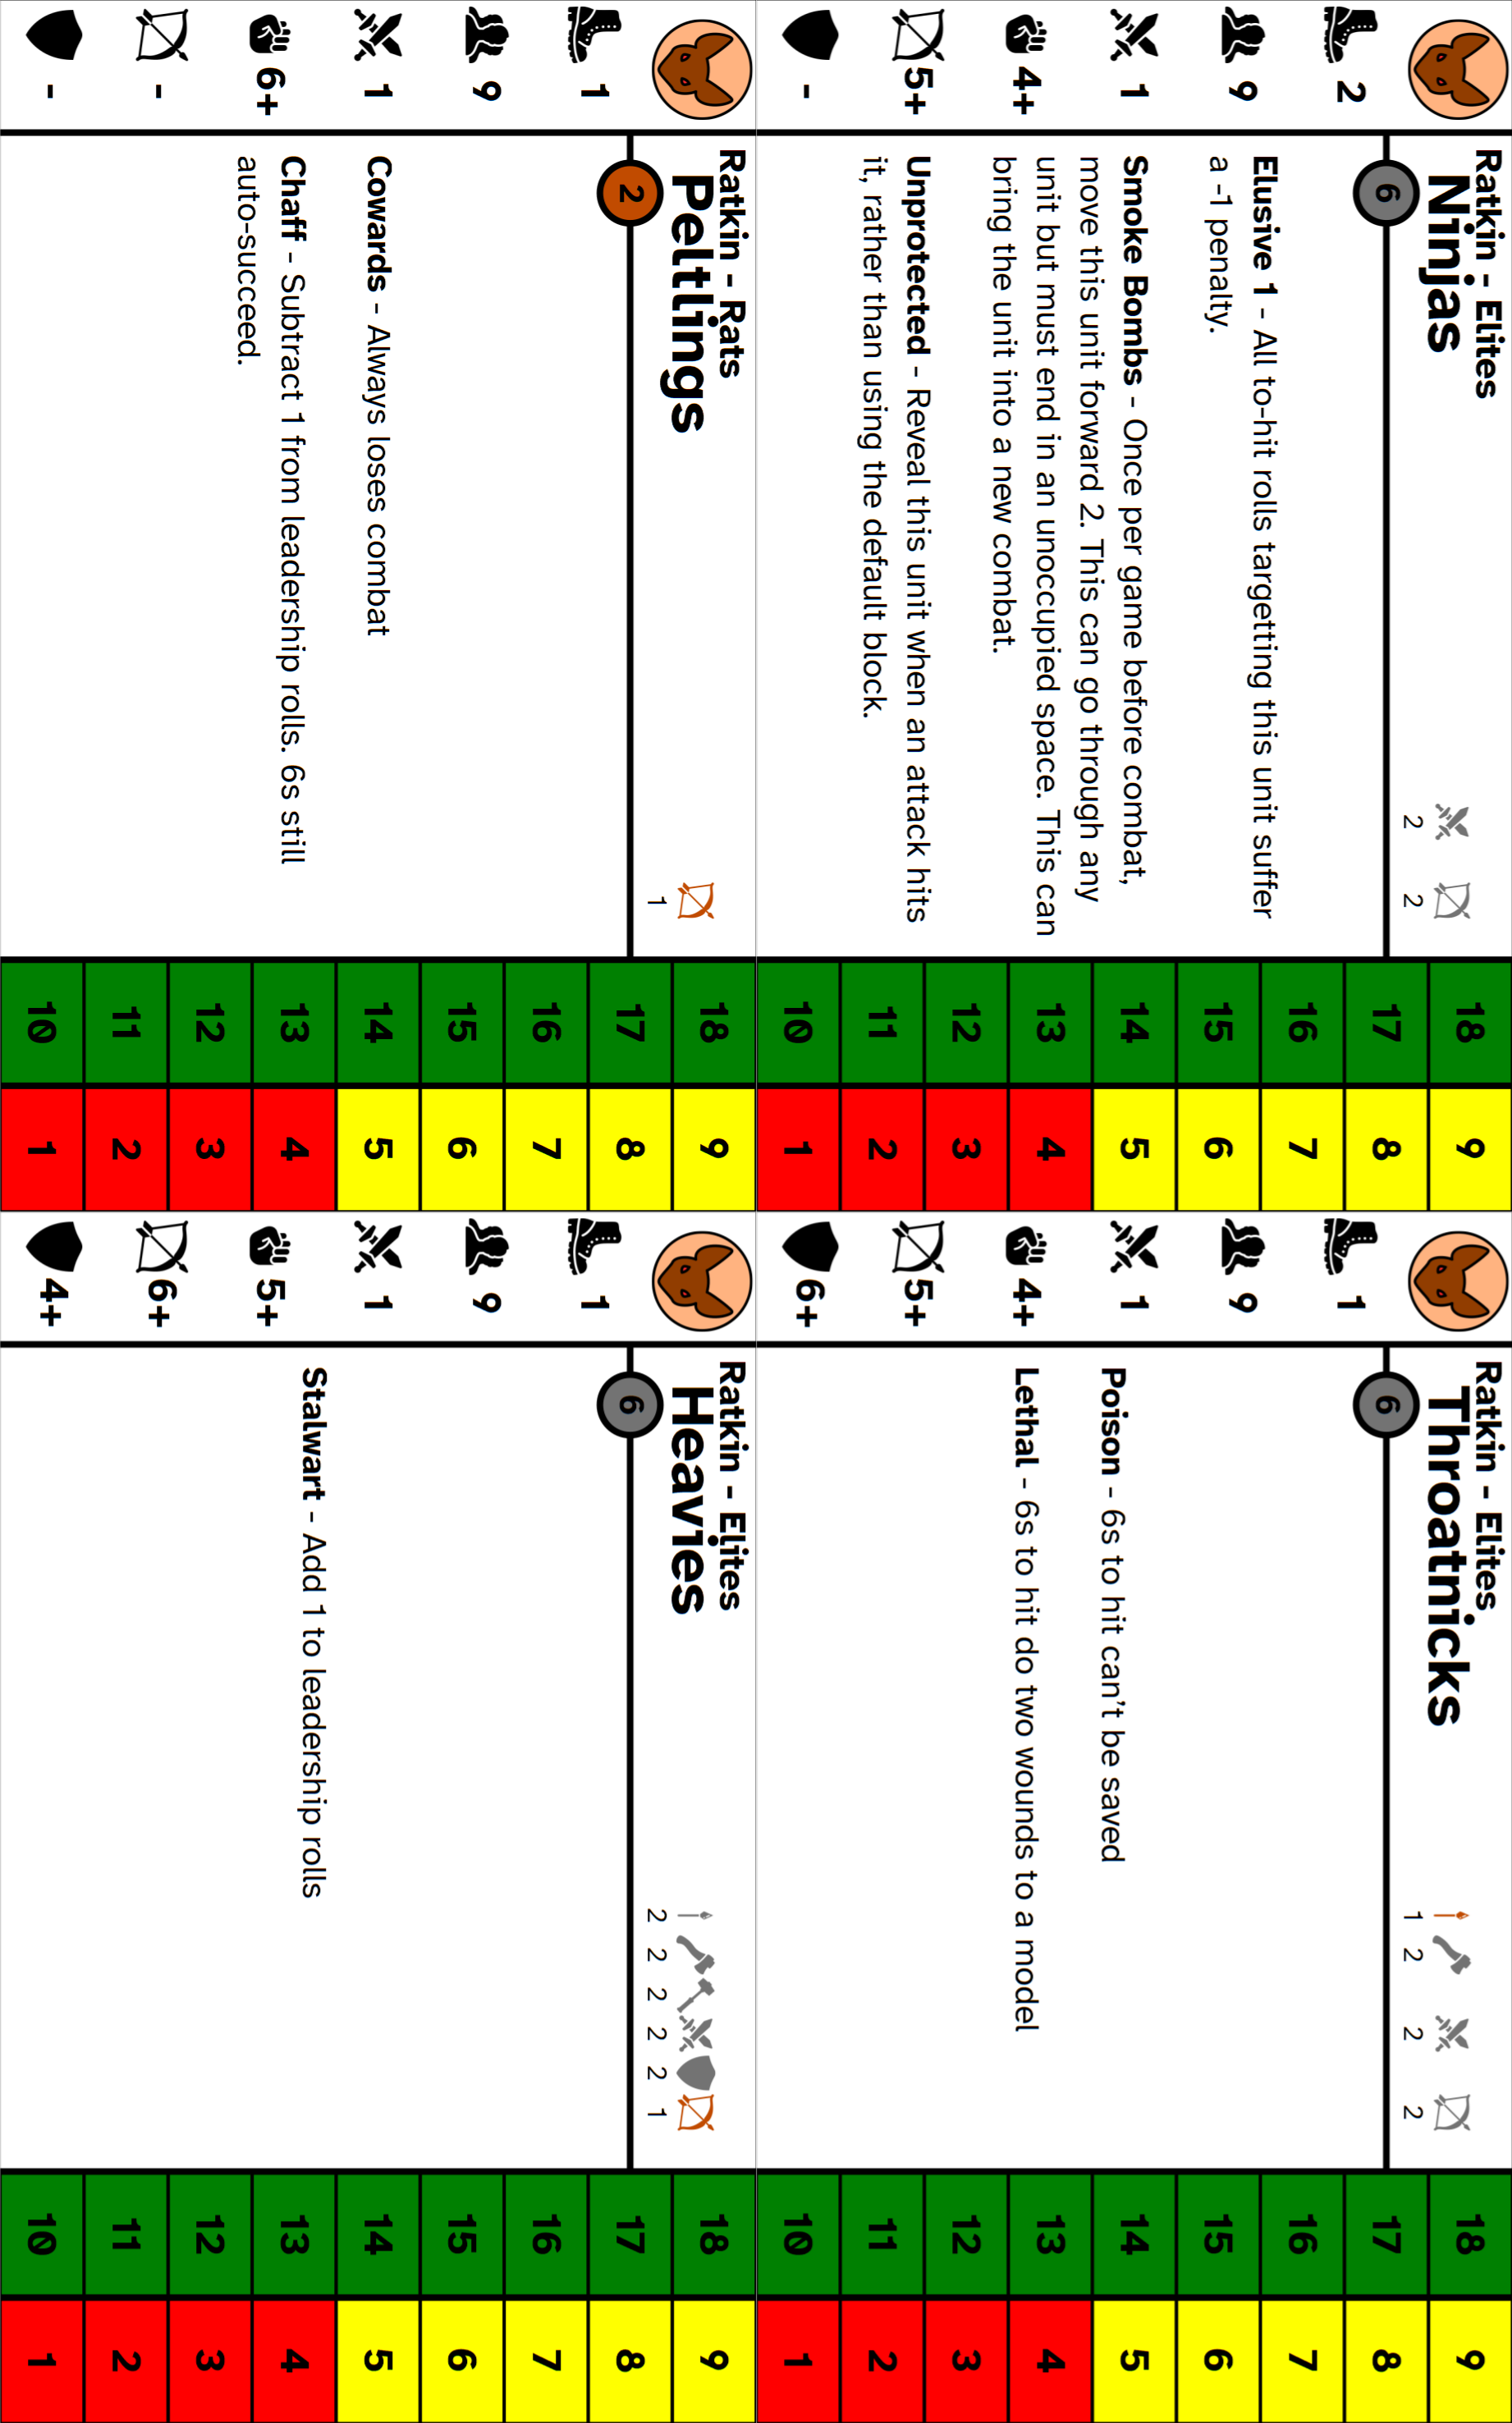 Ratkin - Elites
Ninjas
6
2
2
2
9
1
4+
5+
-
Elusive 1 - All to-hit rolls targetting this unit suffer
a -1 penalty.
Smoke Bombs - Once per game before combat,
move this unit forward 2. This can go through any
unit but must end in an unoccupied space. This can
bring the unit into a new combat.
Unprotected - Reveal this unit when an attack hits
it, rather than using the default block.
18 17 16 15 14 13 12 11 10
9 8 7 6 5 4 3 2 1
Ratkin - Elites
Throatnicks
6
1
2
2
2
1
9
1
4+
5+
6+
Poison - 6s to hit can't be saved
Lethal - 6s to hit do two wounds to a model
18 17 16 15 14 13 12 11 10
9 8 7 6 5 4 3 2 1
Ratkin - Rats
Peltlings
2
1
1
9
1
6+
-
-
Cowards - Always loses combat
Chaff - Subtract 1 from leadership rolls. 6s still
auto-succeed.
18 17 16 15 14 13 12 11 10
9 8 7 6 5 4 3 2 1
Ratkin - Elites
Heavies
6
2
2
2
2
2
1
1
9
1
5+
6+
4+
Stalwart - Add 1 to leadership rolls
18 17 16 15 14 13 12 11 10
9 8 7 6 5 4 3 2 1